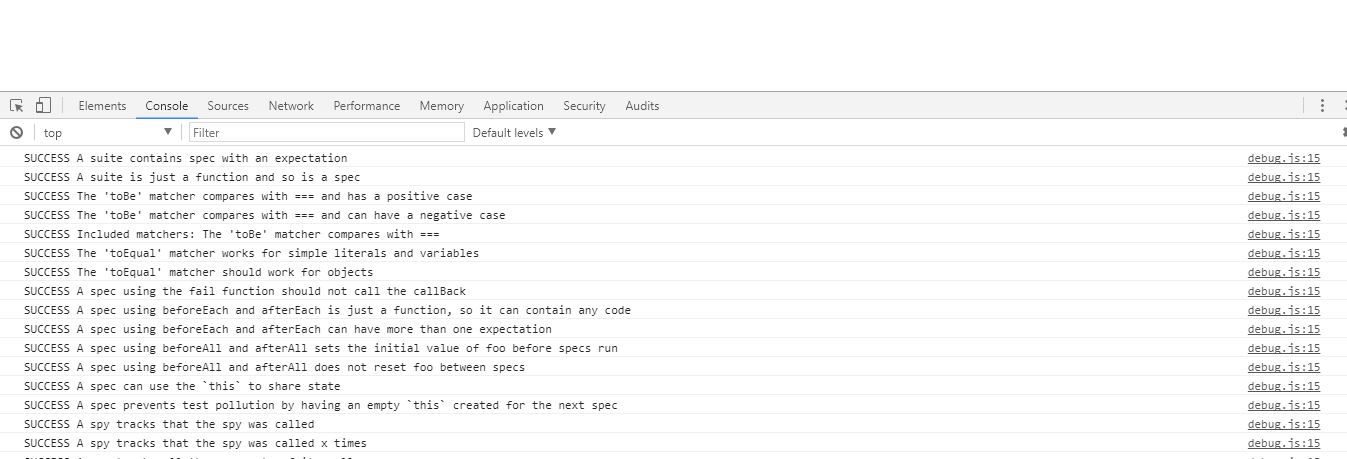 Elements Console Sources Network Performance Memory Application Security Audits
top Filter Default levels
SUCCESS A suite contains spec with an expectation debug.js:15
SUCCESS A suite is just a function and so is a spec debug.js:15
SUCCESS The 'toBe' matcher compares with === and has a positive case debug.js:15
SUCCESS The 'toBe' matcher compares with === and can have a negative case debug.js:15
SUCCESS Included matchers: The 'toBe' matcher compares with === debug.js:15
SUCCESS The 'toEqual' matcher works for simple literals and variables debug.js:15
SUCCESS The 'toEqual' matcher should work for objects debug.js:15
SUCCESS A spec using the fail function should not call the callBack debug.js:15
SUCCESS A spec using beforeEach and afterEach is just a function, so it can contain any code debug.js:15
SUCCESS A spec using beforeEach and afterEach can have more than one expectation debug.js:15
SUCCESS A spec using beforeAll and afterAll sets the initial value of foo before specs run debug.js:15
SUCCESS A spec using beforeAll and afterAll does not reset foo between specs debug.js:15
SUCCESS A spec can use the `this` to share state debug.js:15
SUCCESS A spec prevents test pollution by having an empty `this` created for the next spec debug.js:15
SUCCESS A spy tracks that the spy was called debug.js:15
SUCCESS A spy tracks that the spy was called x times debug.js:15